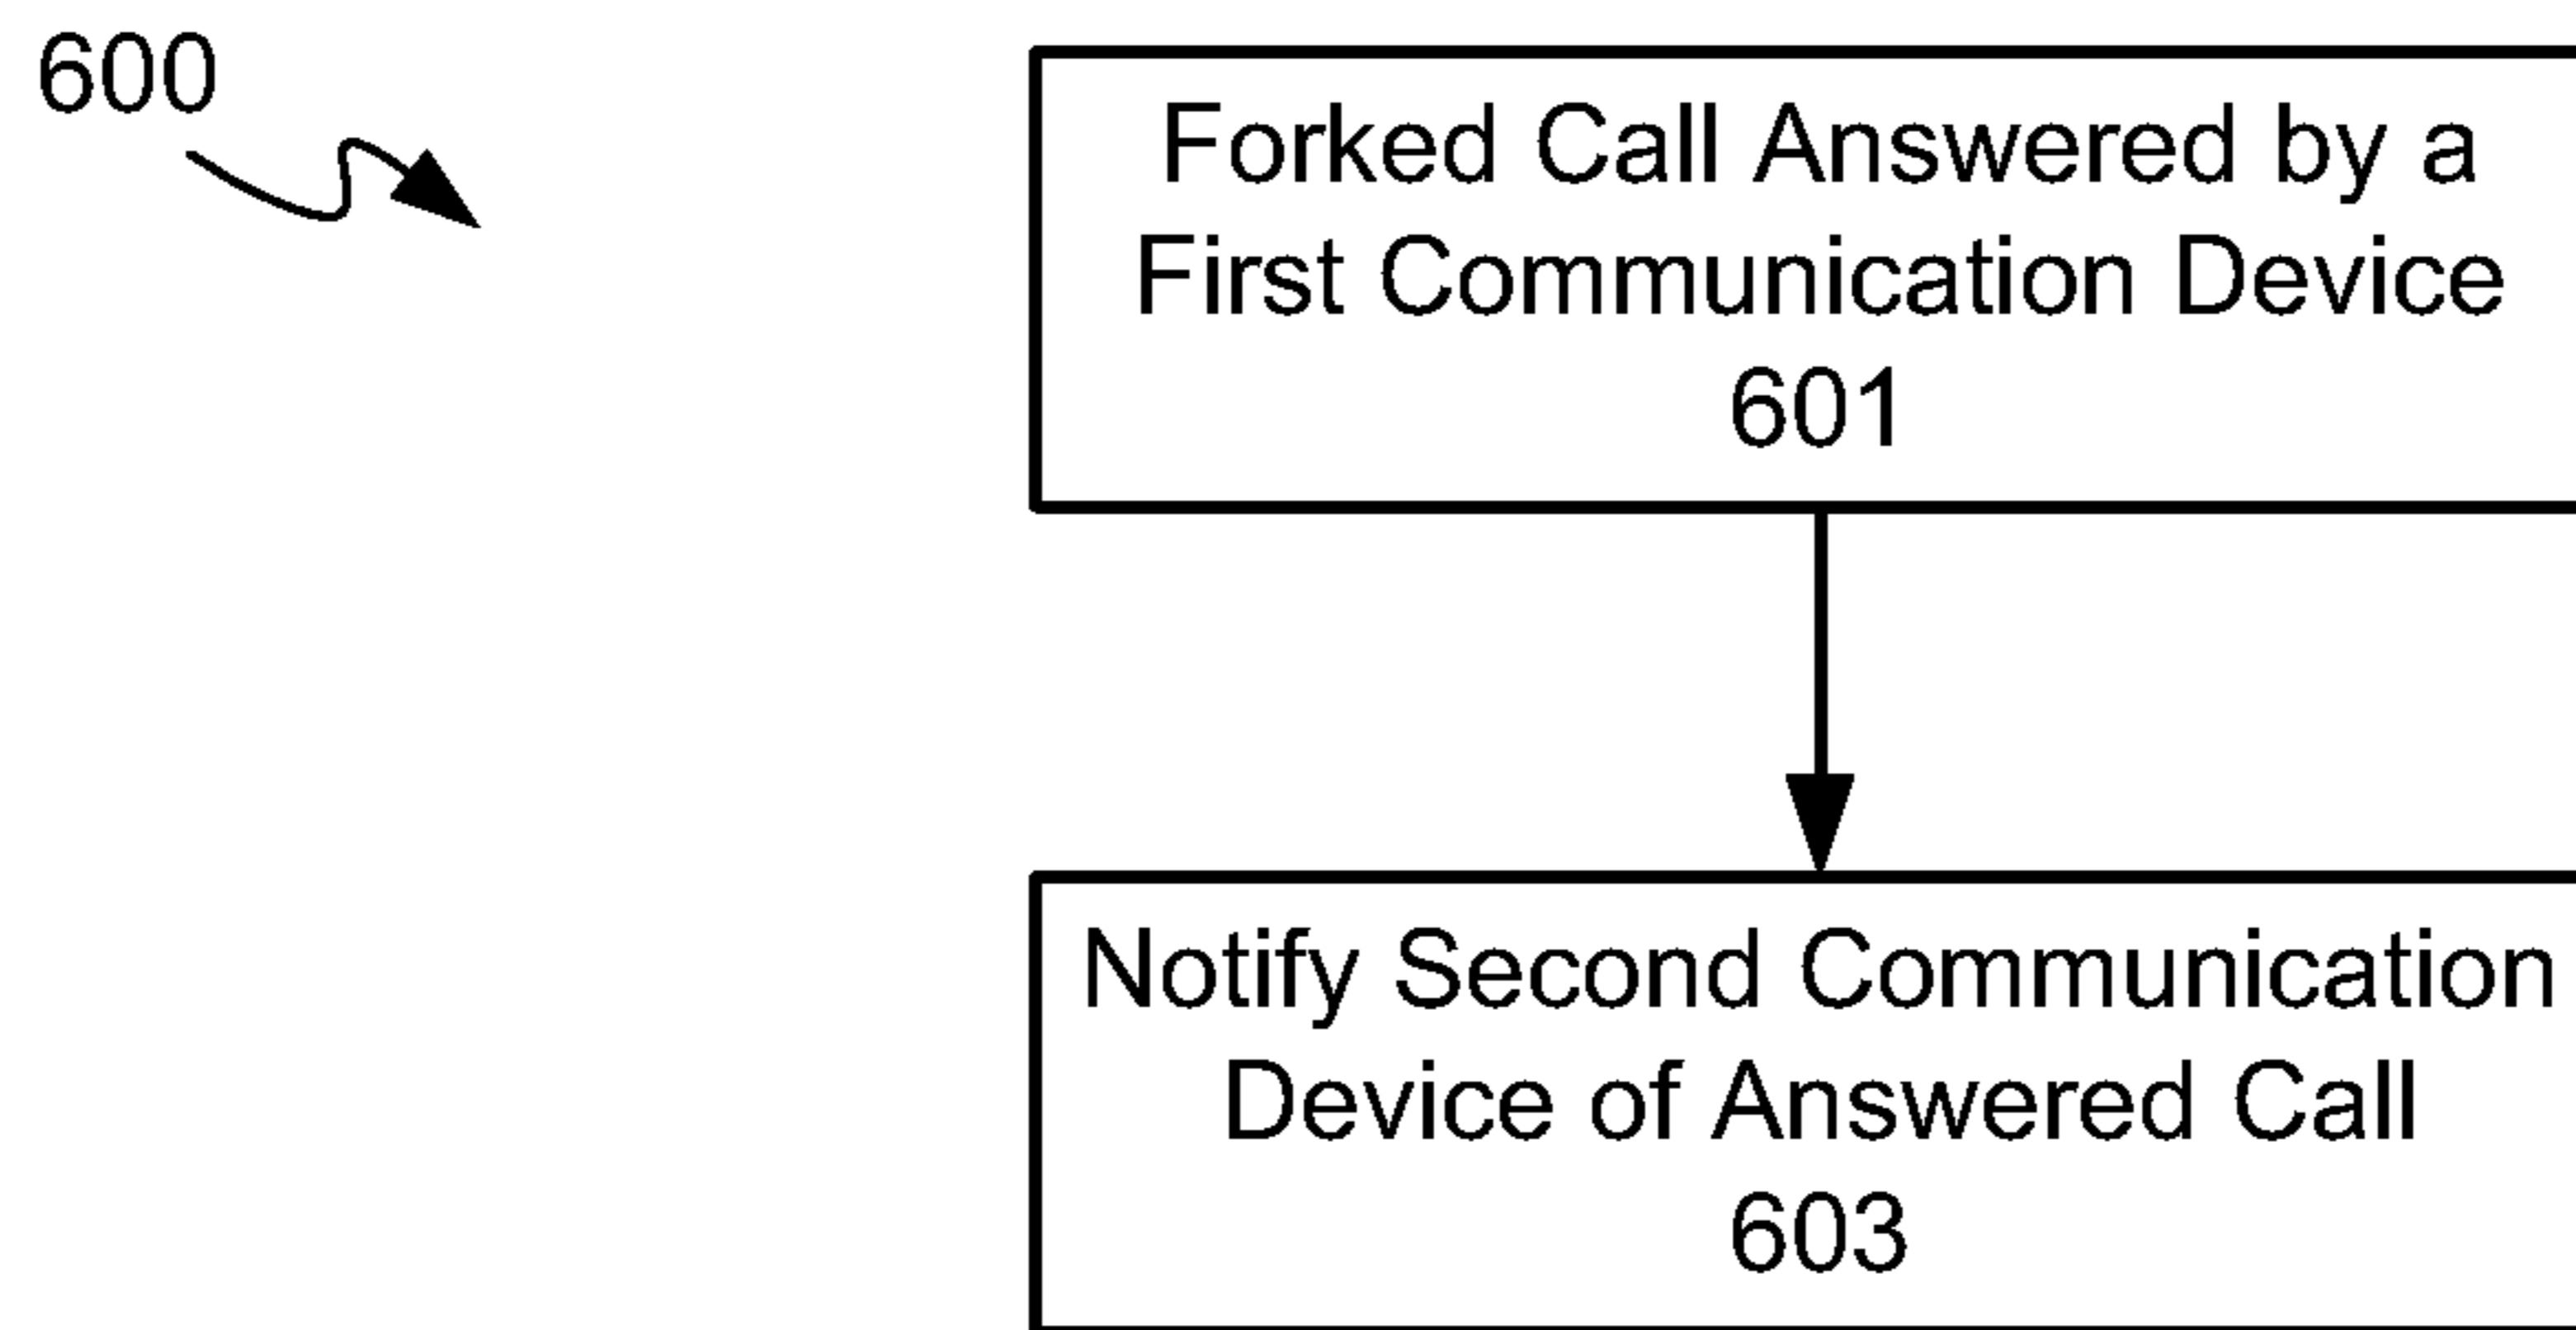 600
Forked Call Answered by a
First Communication Device
601
Notify Second Communication
Device of Answered Call
603